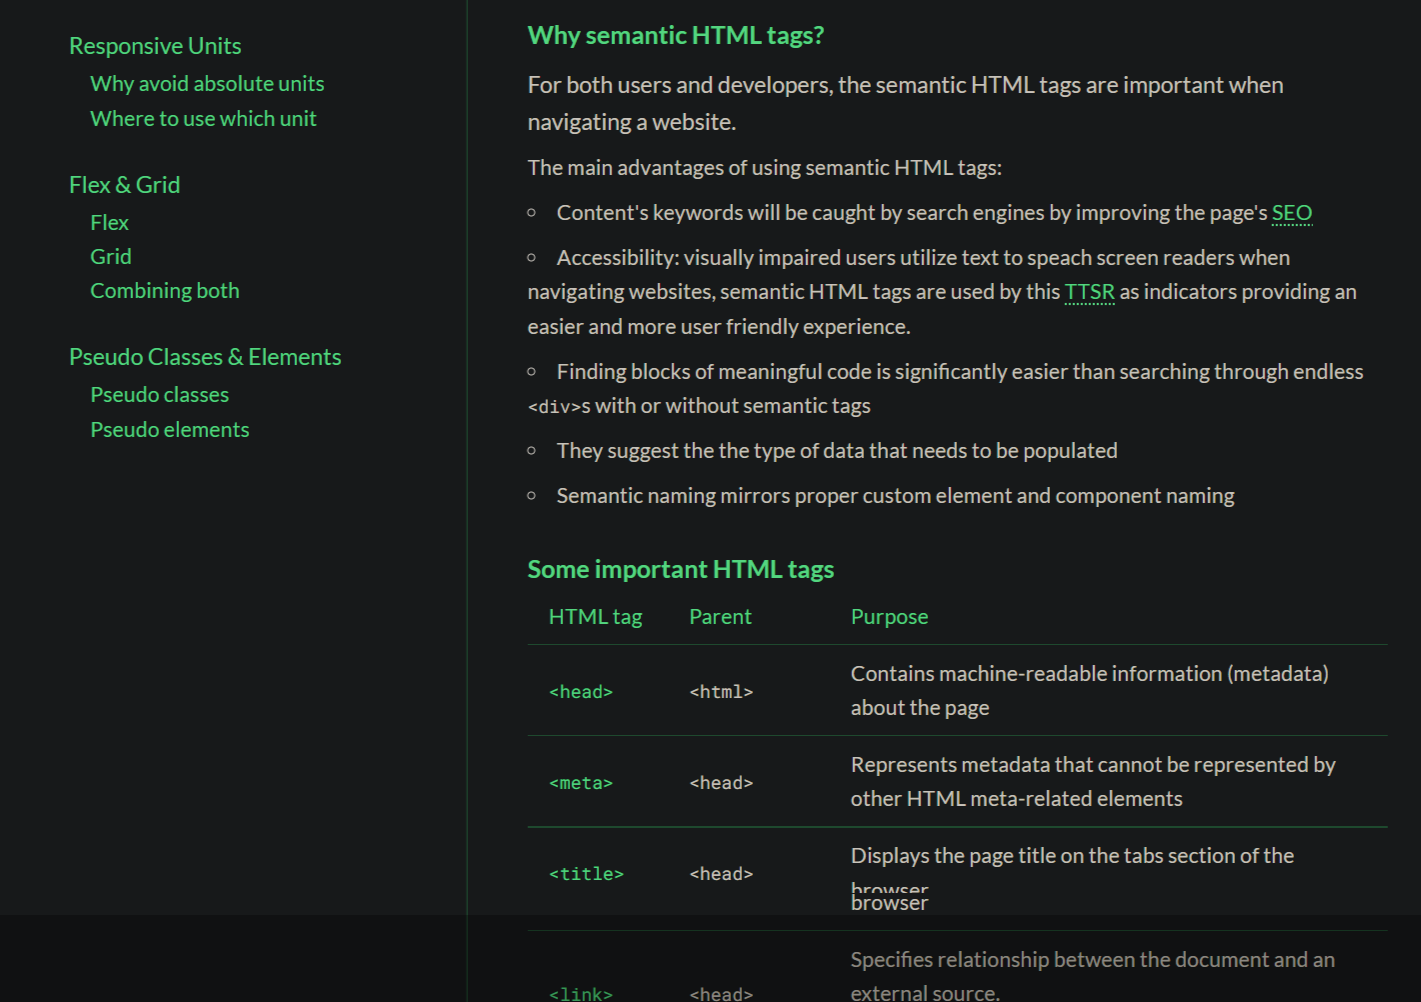 Responsive Units
Why avoid absolute units
Where to use which unit
Flex & Grid
Flex
Grid
Combining both
Pseudo Classes & Elements
Pseudo classes
Pseudo elements
Why semantic HTML tags?
For both users and developers, the semantic HTML tags are important when
navigating a website.
The main advantages of using semantic HTML tags:
Content's keywords will be caught by search engines by improving the page's SEO
Accessibility: visually impaired users utilize text to speach screen readers when
navigating websites, semantic HTML tags are used by this TTSR as indicators providing an
easier and more user friendly experience.
Finding blocks of meaningful code is significantly easier than searching through endless
<div>s with or without semantic tags
They suggest the the type of data that needs to be populated
Semantic naming mirrors proper custom element and component naming
Some important HTML tags
HTML tag Parent Purpose
<head> <html> Contains machine-readable information (metadata)
about the page
<meta> <head> Represents metadata that cannot be represented by
other HTML meta-related elements
<title> <head> Displays the page title on the tabs section of the
browser
browser
<link> <head> Specifies relationship between the document and an
external source.